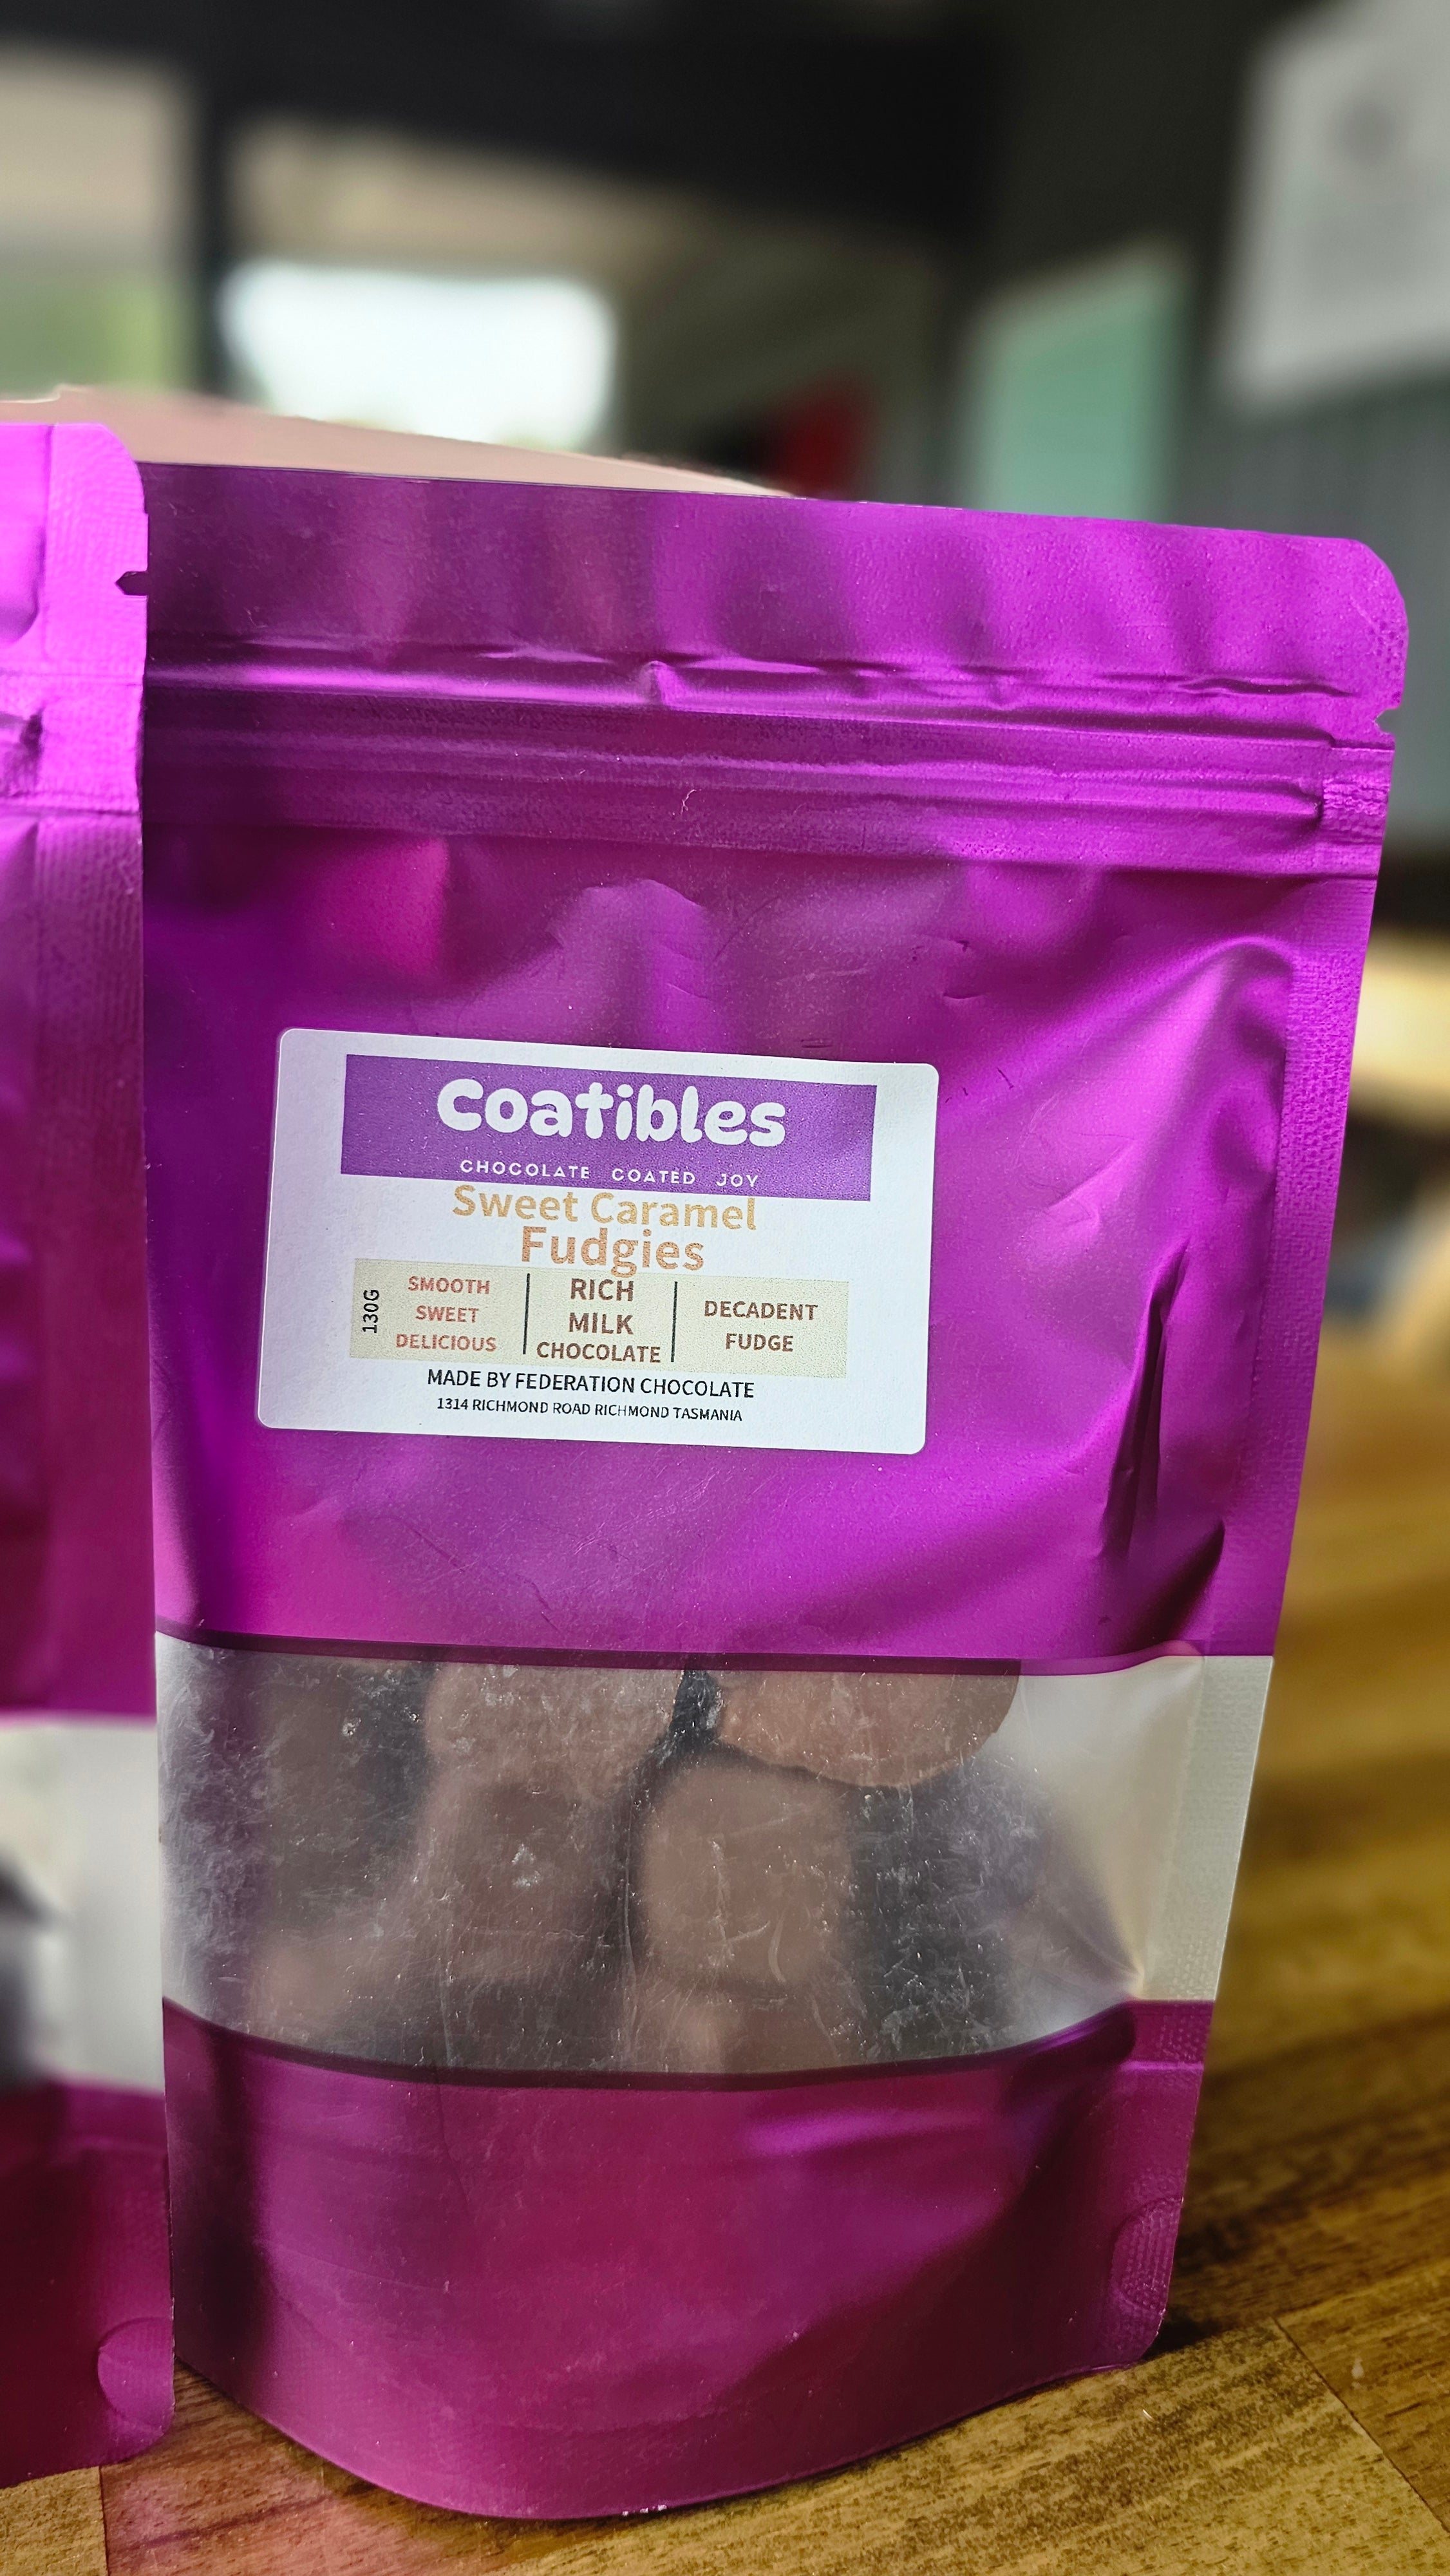 Coatibles
CHOCOLATE COATED JOY
Sweet Caramel
Fudgies
130G
SMOOTH
SWEET
DELICIOUS
RICH
MILK
CHOCOLATE
DECADENT
FUDGE
MADE BY FEDERATION CHOCOLATE
1314 RICHMOND ROAD RICHMOND TASMANIA